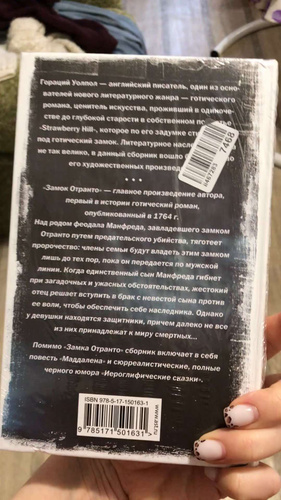 Гораций Уолпол — английский писатель, один из осно-
вателей нового литературного жанра — готического
романа, ценитель искусства, проживший в одиноче-
стве до глубокой старости в собственном
«Strawberry Hill», которое по его задумке
под готический замок. Литературное
не так велико, в данный сборник вошло до
его художественных
«Замок Отранто» — главное произведение автора,
первый в истории готический роман,
опубликованный в 1764 г.
Над родом феодала Манфреда, завладевшего замком
Отранто путем предательского убийства, тяготеет
пророчество: члены семьи будут владеть этим замком
лишь до тех пор, пока он передается по мужской
линии. Когда единственный сын Манфреда гибнет
при загадочных и ужасных обстоятельствах, жестокий
отец решает вступить в брак с невестой сына против
ее воли, чтобы обеспечить себе наследника. Однако
у девушки находятся защитники, причем далеко не все
из них принадлежат к миру смертных...
Помимо «Замка Отранто» сборник включает в себя
повесть «Маддалена» и сюрреалистические, полные
черного юмора «Иероглифические сказки».
7468
ISBN 978-5-17-150163-1
9 785171 501631 >
www.ast.ru